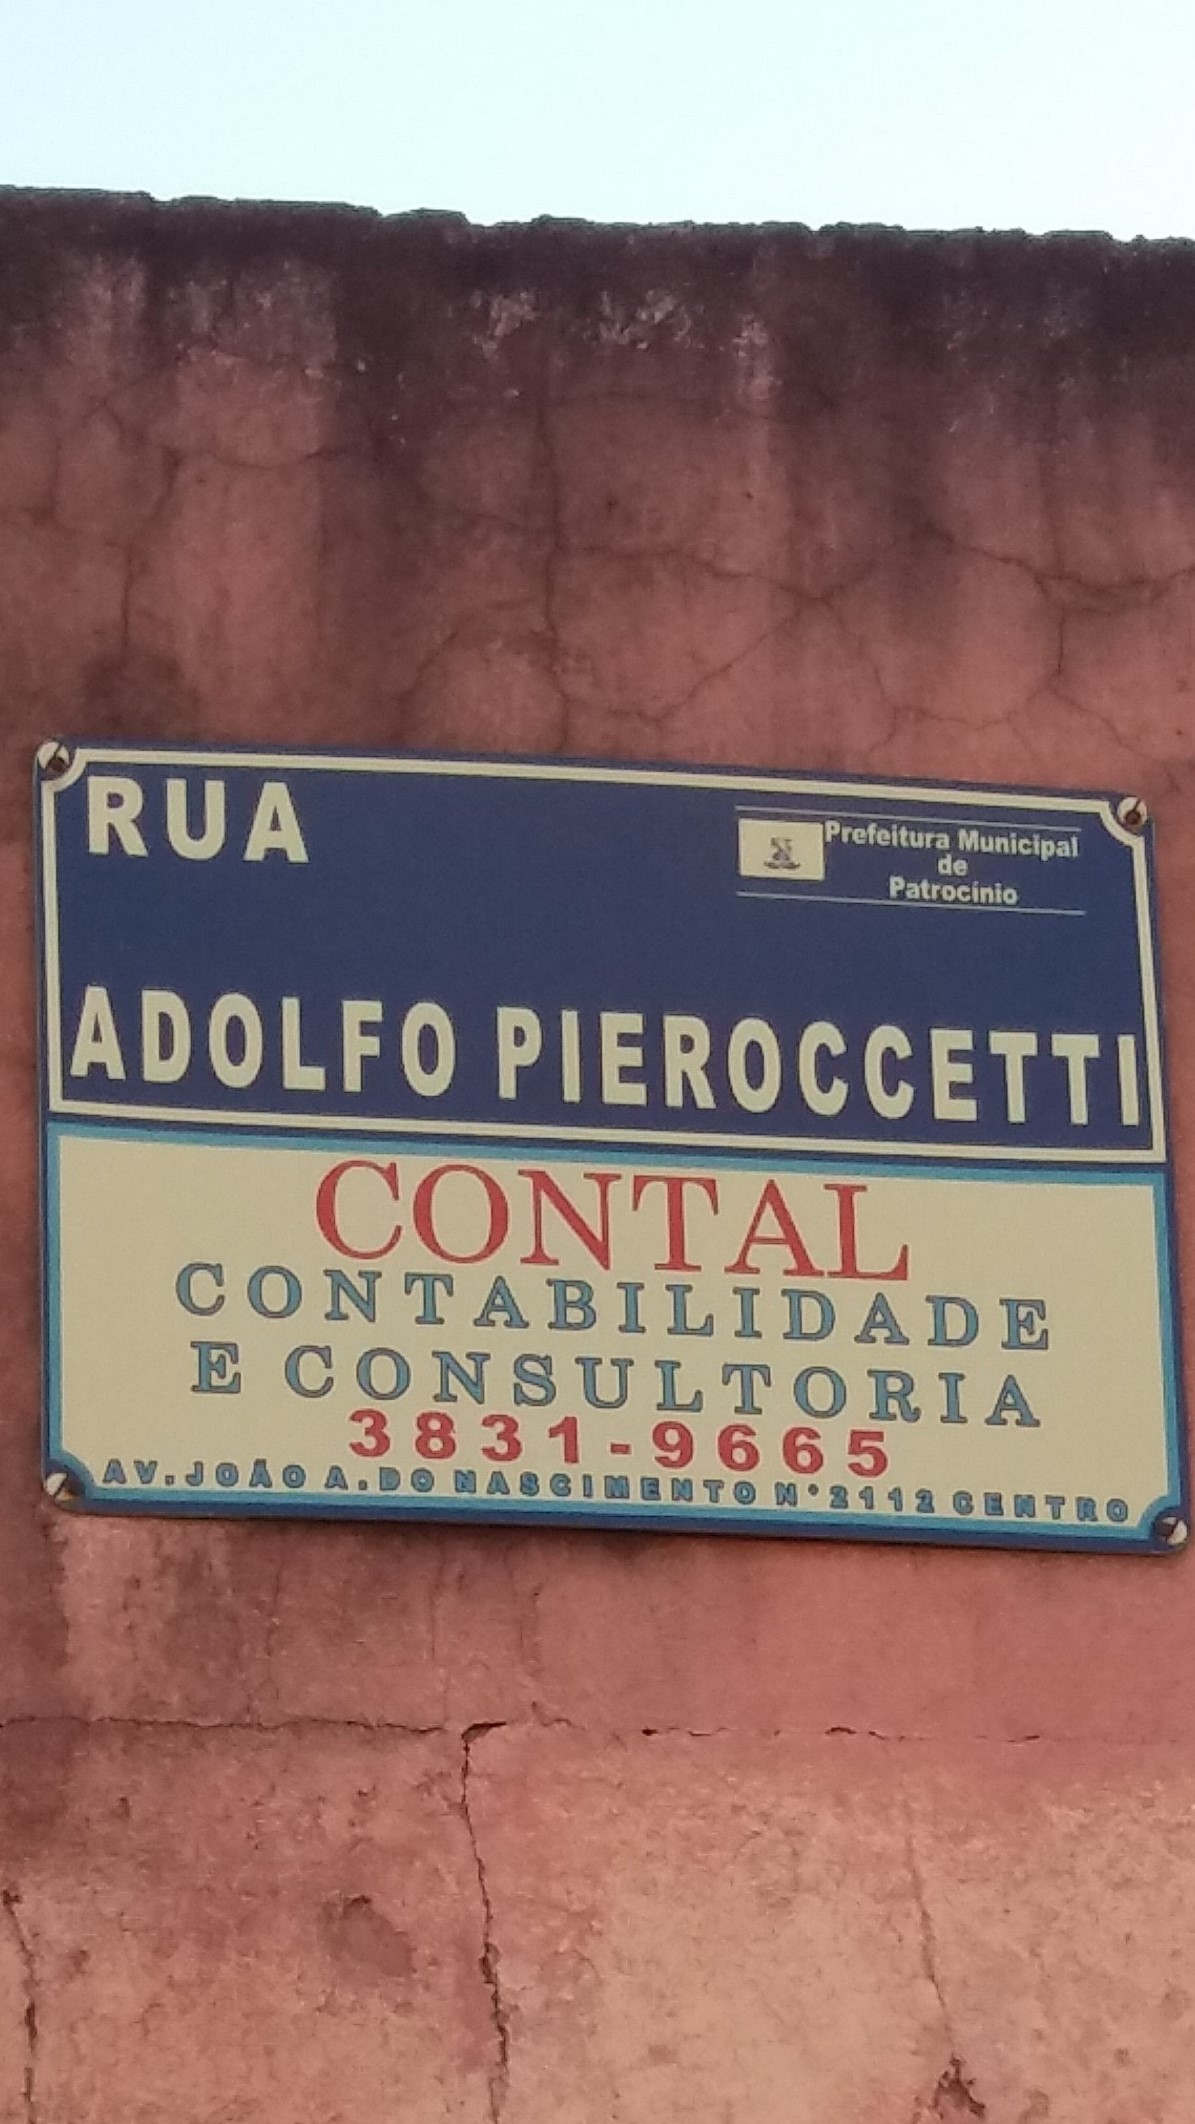 RUA
Prefeitura Municipal
de
Patrocínio
ADOLFO PIEROCCETTI
CONTAL
CONTABILIDADE
E CONSULTORIA
3831-9665
AV. JOÃO A. DO NASCIMENTO N° 2112 CENTRO